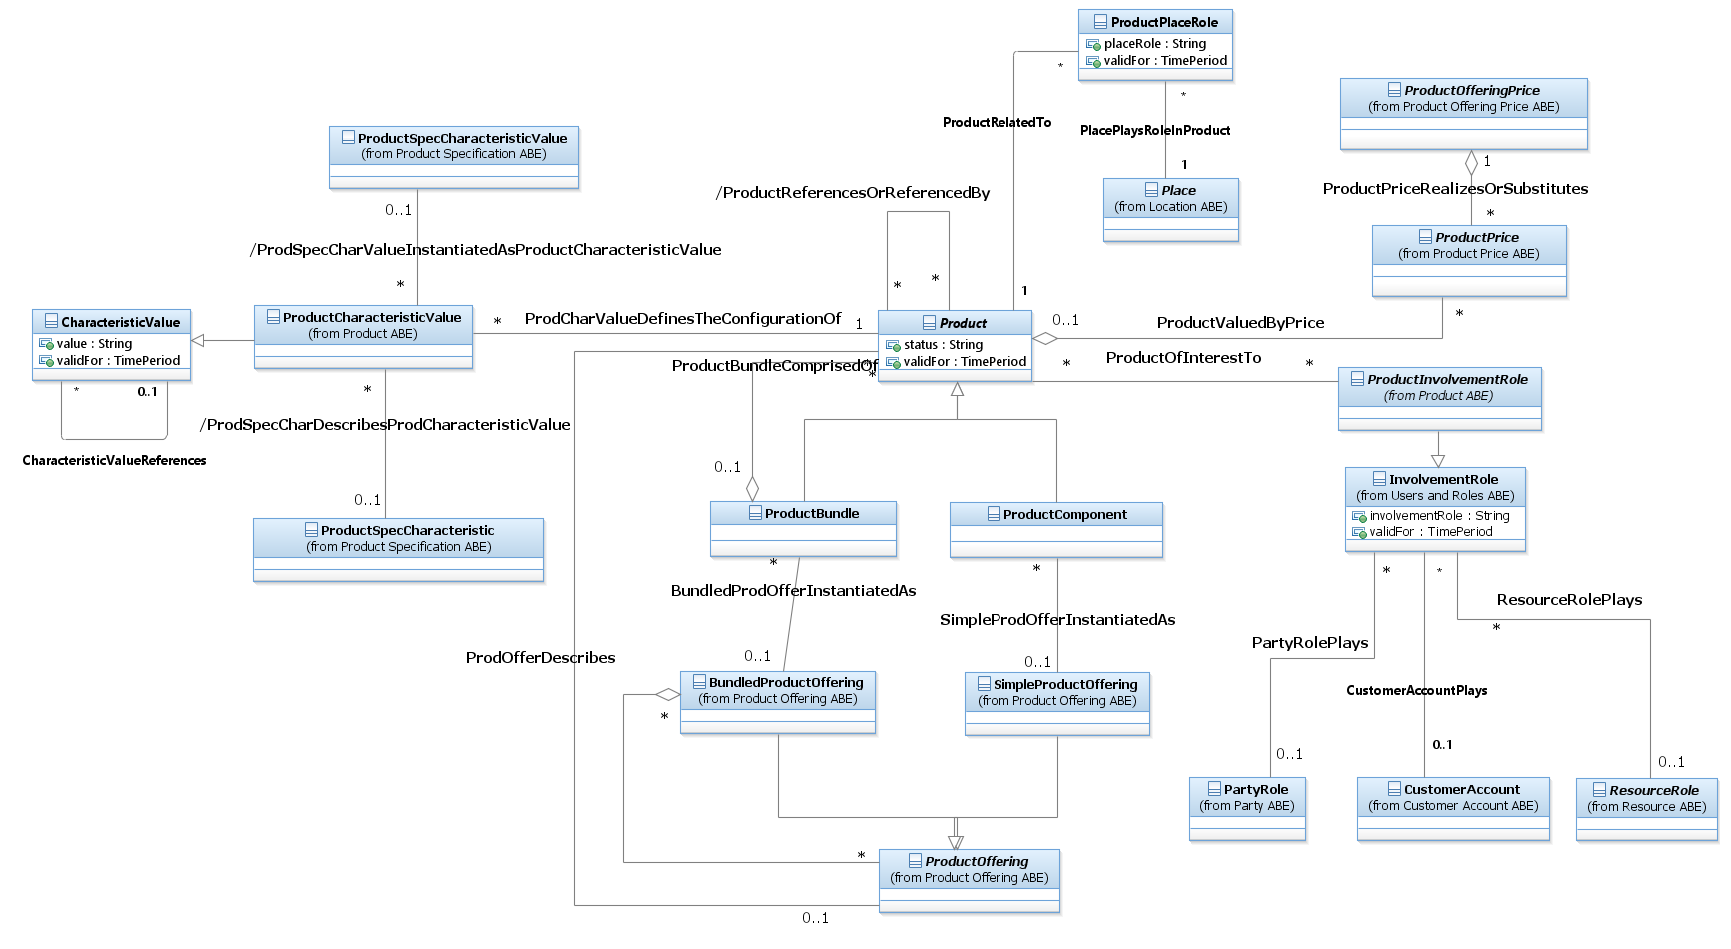 ProductPlaceRole
placeRole : String
validFor : TimePeriod
*
*
ProductRelatedTo
PlacePlaysRoleInProduct
1
1
Place
(from Location ABE)
ProductOfferingPrice
(from Product Offering Price ABE)
1
ProductPriceRealizesOrSubstitutes
*
ProductPrice
(from Product Price ABE)
*
ProductValuedByPrice
0..1
ProductSpecCharacteristicValue
(from Product Specification ABE)
0..1
/ProdSpecCharValueInstantiatedAsProductCharacteristicValue
*
/ProductReferencesOrReferencedBy
*
*
CharacteristicValue
value : String
validFor : TimePeriod
*
0..1
CharacteristicValueReferences
ProductCharacteristicValue
(from Product ABE)
*
ProdCharValueDefinesTheConfigurationOf
1
Product
status : String
validFor : TimePeriod
*
/ProdSpecCharDescribesProdCharacteristicValue
0..1
ProductSpecCharacteristic
(from Product Specification ABE)
ProductBundleComprisedOf
*
*
*
ProductOfInterestTo
*
ProductInvolvementRole
(from Product ABE)
InvolvementRole
(from Users and Roles ABE)
involvementRole : String
validFor : TimePeriod
*
*
*
ResourceRolePlays
PartyRolePlays
CustomerAccountPlays
0..1
0..1
0..1
PartyRole
(from Party ABE)
CustomerAccount
(from Customer Account ABE)
ResourceRole
(from Resource ABE)
0..1
ProductBundle
ProductComponent
*
*
BundledProdOfferInstantiatedAs
SimpleProdOfferInstantiatedAs
ProdOfferDescribes
0..1
0..1
BundledProductOffering
(from Product Offering ABE)
SimpleProductOffering
(from Product Offering ABE)
*
*
ProductOffering
(from Product Offering ABE)
0..1